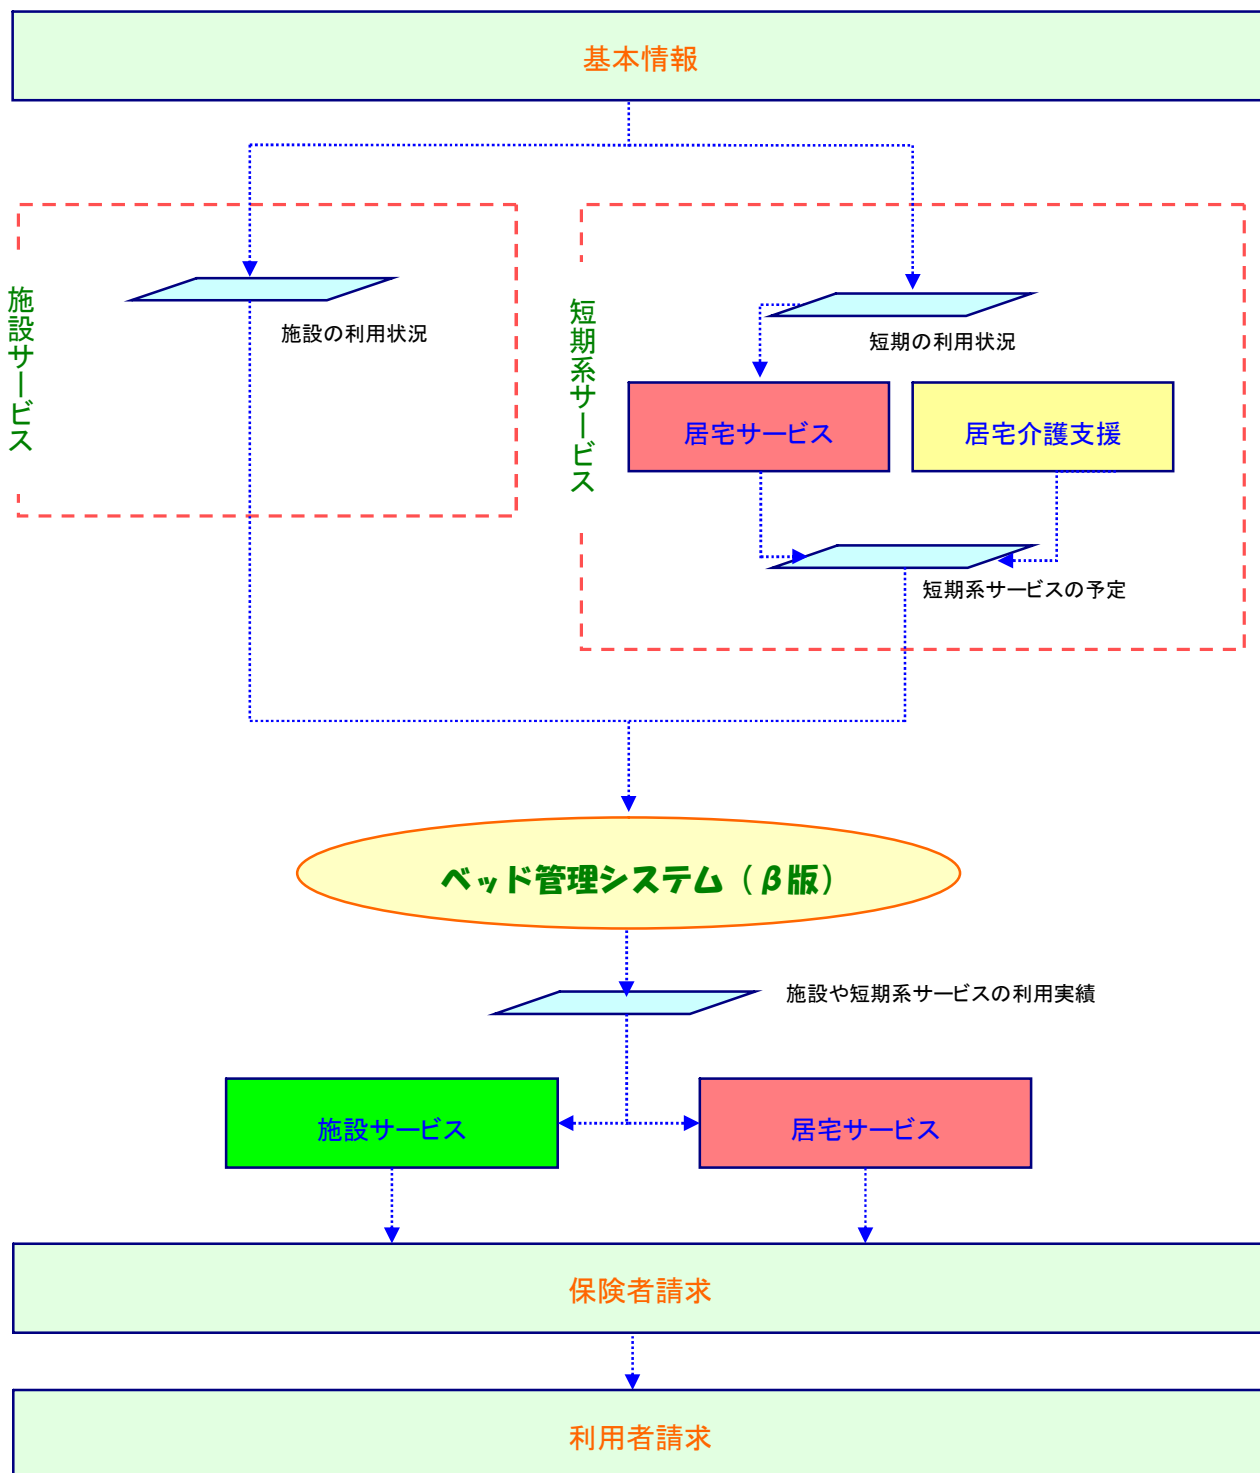 基本情報
施設サービス
施設の利用状況
短期系サービス
短期の利用状況
居宅サービス
居宅介護支援
短期系サービスの予定
ベッド管理システム（β版）
施設や短期系サービスの利用実績
施設サービス
居宅サービス
保険者請求
利用者請求